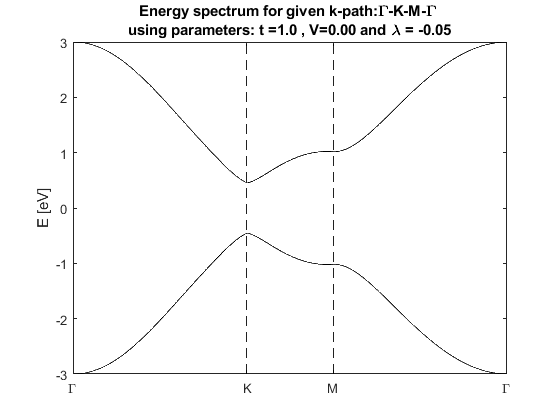 Energy spectrum for given k-path:Γ-K-M-Γ
using parameters: t =1.0 , V=0.00 and λ = -0.05
E [eV]
3
2
1
0
-1
-2
-3
Γ
K
M
Γ